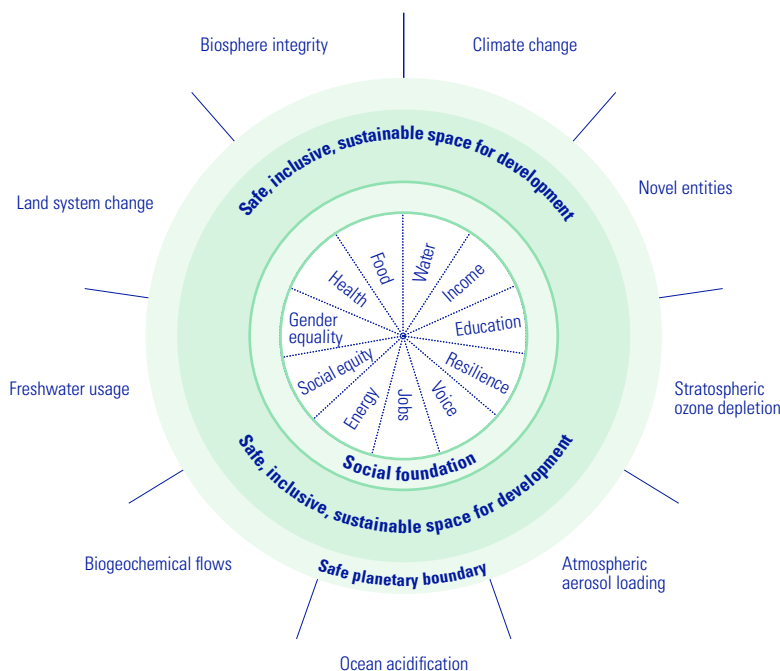 Biosphere integrity
Climate change
Safe, inclusive, sustainable space for development
Land system change
Novel entities
Food
Water
Health
Income
Gender
equality
Education
Social equity
Resilience
Energy
Jobs
Voice
Freshwater usage
Stratospheric
ozone depletion
Social foundation
Safe, inclusive, sustainable space for development
Biogeochemical flows
Safe planetary boundary
Atmospheric
aerosol loading
Ocean acidification